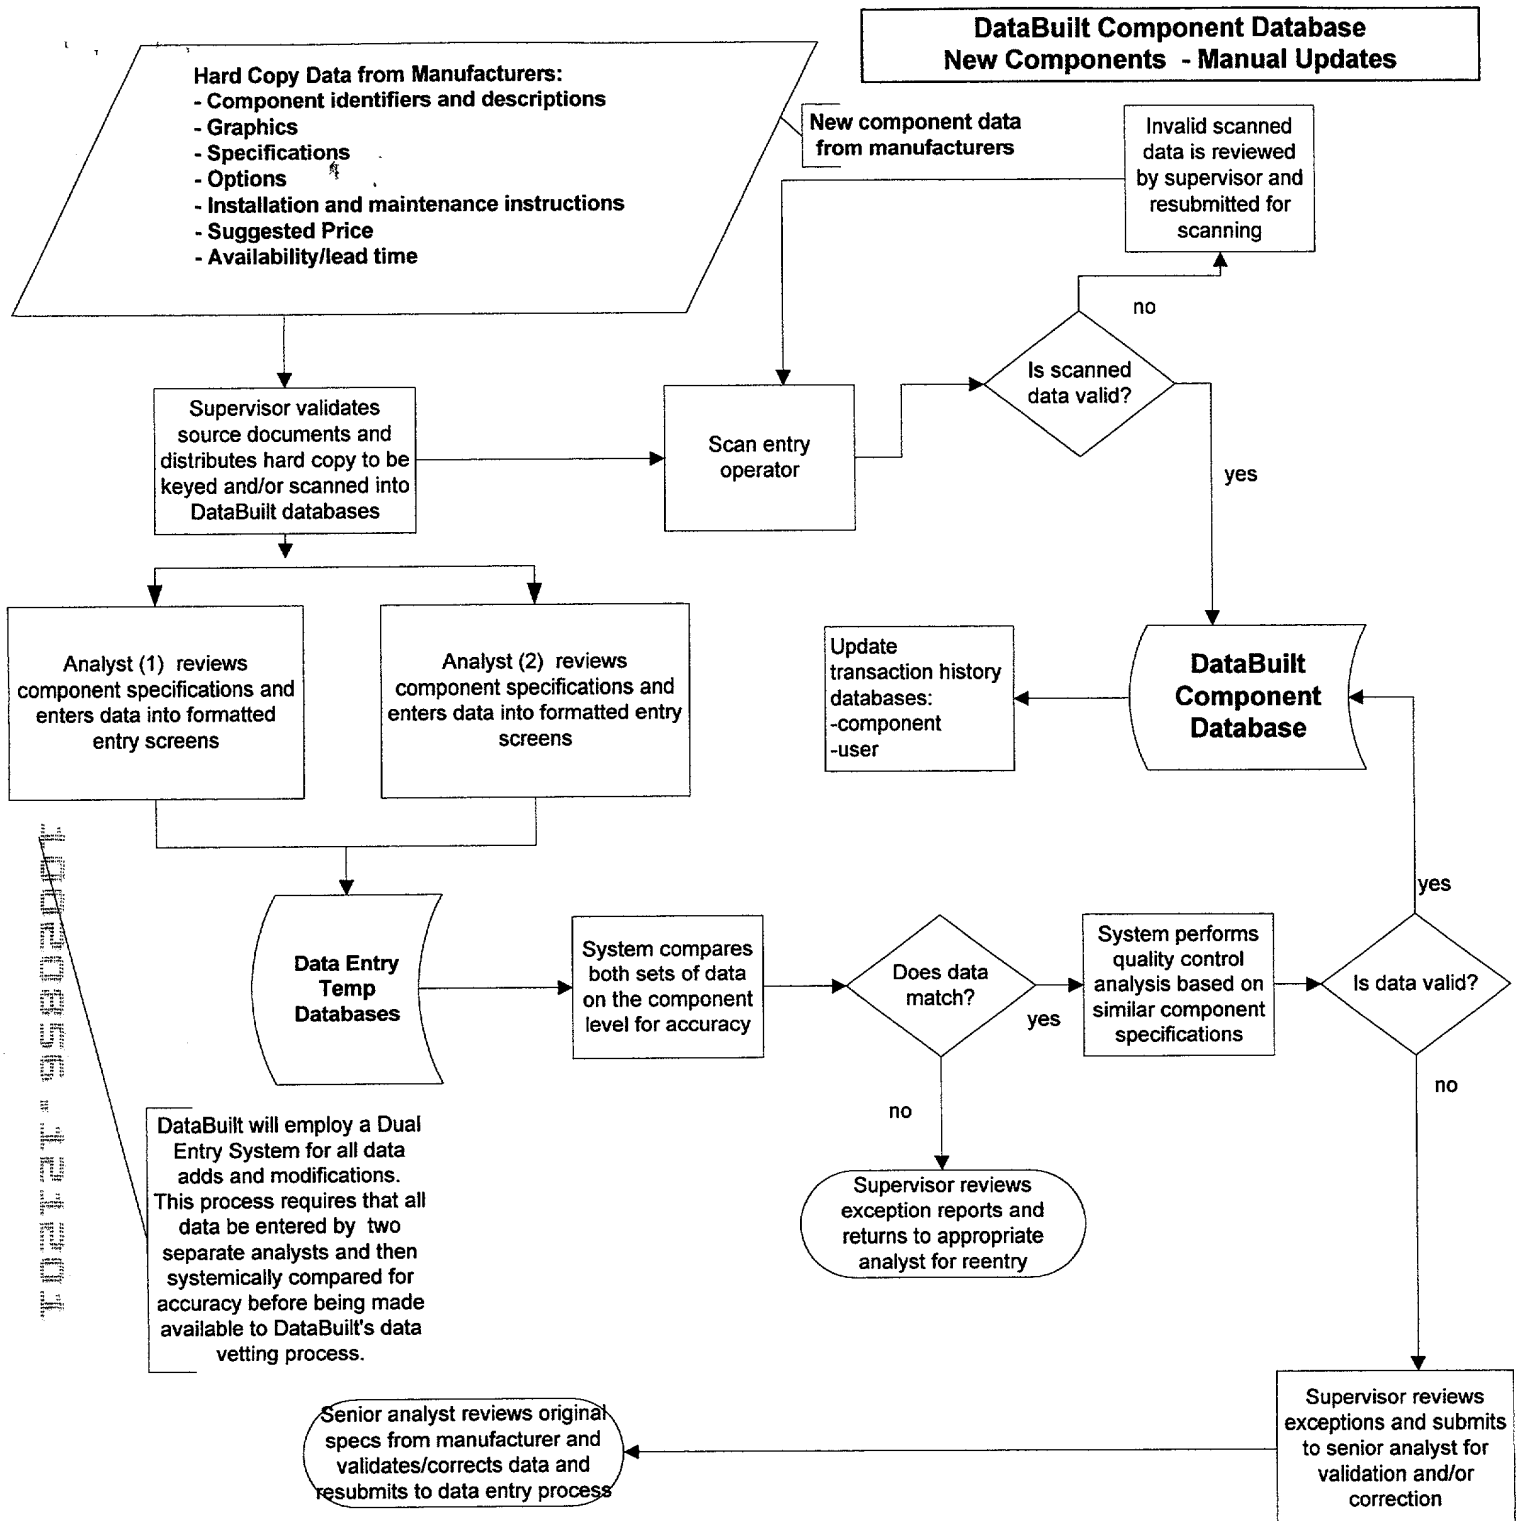 DataBuilt Component Database
New Components - Manual Updates
Hard Copy Data from Manufacturers:
- Component identifiers and descriptions
- Graphics
- Specifications
- Options
- Installation and maintenance instructions
- Suggested Price
- Availability/lead time
New component data
from manufacturers
Invalid scanned
data is reviewed
by supervisor and
resubmitted for
scanning
no
Is scanned
data valid?
yes
Supervisor validates
source documents and
distributes hard copy to be
keyed and/or scanned into
DataBuilt databases
Scan entry
operator
Analyst (1) reviews
component specifications and
enters data into formatted
entry screens
Analyst (2) reviews
component specifications and
enters data into formatted entry
screens
Update
transaction history
databases:
-component
-user
DataBuilt
Component
Database
Data Entry
Temp
Databases
System compares
both sets of data
on the component
level for accuracy
Does data
match?
yes
no
System performs
quality control
analysis based on
similar component
specifications
Is data valid?
yes
no
Supervisor reviews
exception reports and
returns to appropriate
analyst for reentry
DataBuilt will employ a Dual
Entry System for all data
adds and modifications.
This process requires that all
data be entered by two
separate analysts and then
systemically compared for
accuracy before being made
available to DataBuilt's data
vetting process.
Senior analyst reviews original
specs from manufacturer and
validates/corrects data and
resubmits to data entry process
Supervisor reviews
exceptions and submits
to senior analyst for
validation and/or
correction
10020856.121201